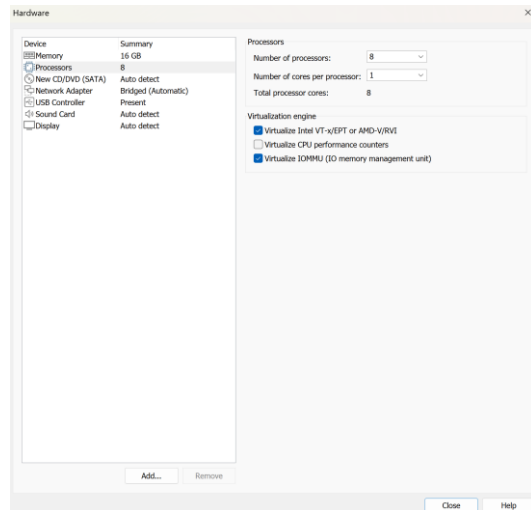 Hardware
Device Summary
Memory 16 GB
Processors 8
New CD/DVD (SATA) Auto detect
Network Adapter Bridged (Automatic)
USB Controller Present
Sound Card Auto detect
Display Auto detect
Add... Remove
Processors
Number of processors: 8
Number of cores per processor: 1
Total processor cores: 8
Virtualization engine
Virtualize Intel VT-x/EPT or AMD-V/RVI
Virtualize CPU performance counters
Virtualize IOMMU (IO memory management unit)
Close Help